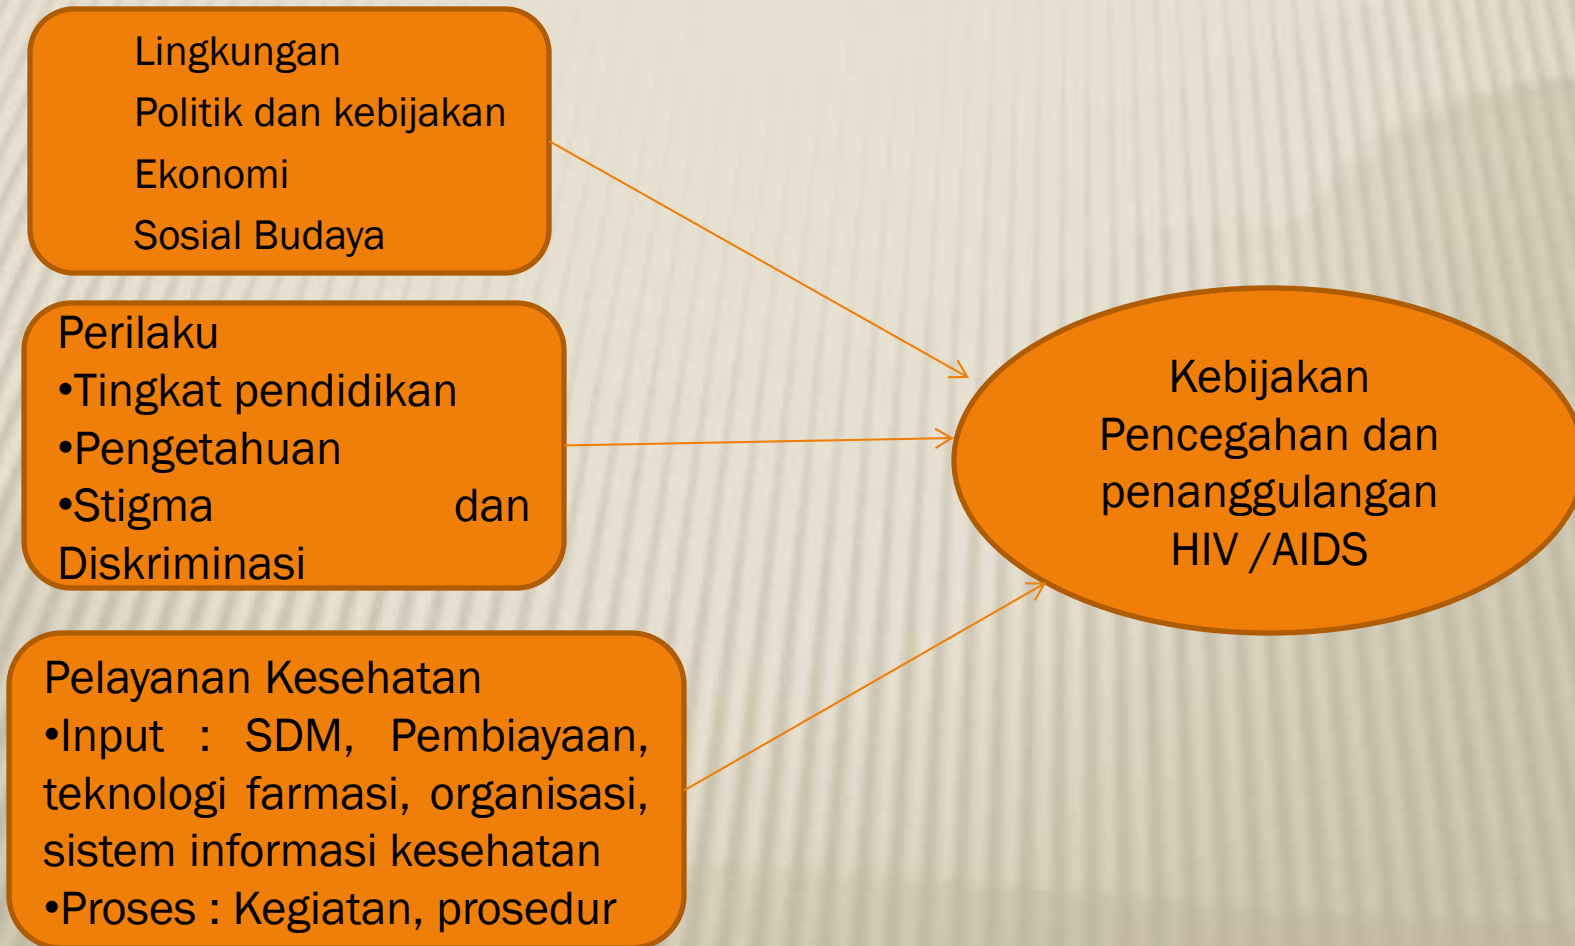 Lingkungan
Politik dan kebijakan
Ekonomi
Sosial Budaya
Perilaku
•Tingkat pendidikan
•Pengetahuan
•Stigma dan
Diskriminasi
Pelayanan Kesehatan
•Input : SDM, Pembiayaan,
teknologi farmasi, organisasi,
sistem informasi kesehatan
•Proses : Kegiatan, prosedur
Kebijakan
Pencegahan dan
penanggulangan
HIV /AIDS